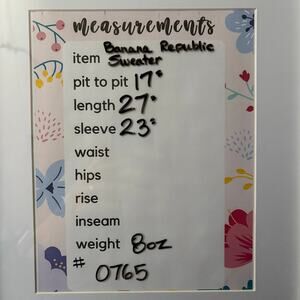 measurements
item Banana Republic
Sweater
pit to pit 17"
length 27"
sleeve 23"
waist
hips
rise
inseam
weight 8oz
# 0765